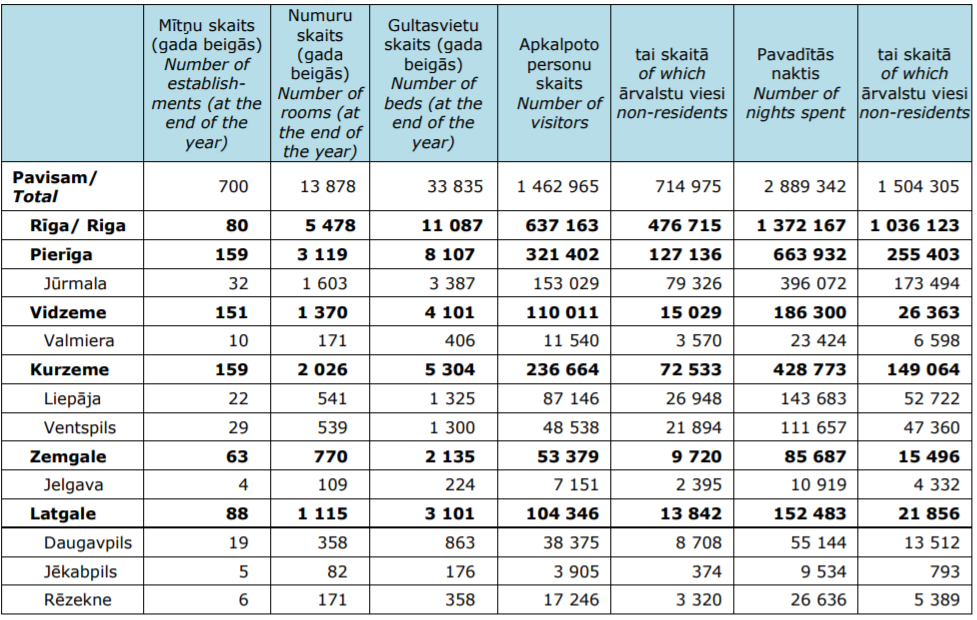 Mītņu skaits
(gada beigās)
Number of
establish-
ments (at the
end of the
year)
Numuru
skaits
(gada
beigās)
Number of
rooms (at
the end of
the year)
Gultasvietu
skaits (gada
beigās)
Number of
beds (at the
end of the
year)
Apkalpoto
personu
skaits
Number of
visitors
tai skaitā
of which
ārvalstu viesi
non-residents
Pavadītās
naktis
Number of
nights spent
tai skaitā
of which
ārvalstu viesi
non-residents
Pavisam/
Total 700 13 878 33 835 1 462 965 714 975 2 889 342 1 504 305
Rīga/ Riga 80 5 478 11 087 637 163 476 715 1 372 167 1 036 123
Pierīga 159 3 119 8 107 321 402 127 136 663 932 255 403
Jūrmala 32 1 603 3 387 153 029 79 326 396 072 173 494
Vidzeme 151 1 370 4 101 110 011 15 029 186 300 26 363
Valmiera 10 171 406 11 540 3 570 23 424 6 598
Kurzeme 159 2 026 5 304 236 664 72 533 428 773 149 064
Liepāja 22 541 1 325 87 146 26 948 143 683 52 722
Ventspils 29 539 1 300 48 538 21 894 111 657 47 360
Zemgale 63 770 2 135 53 379 9 720 85 687 15 496
Jelgava 4 109 224 7 151 2 395 10 919 4 332
Latgale 88 1 115 3 101 104 346 13 842 152 483 21 856
Daugavpils 19 358 863 38 375 8 708 55 144 13 512
Jēkabpils 5 82 176 3 905 374 9 534 793
Rēzekne 6 171 358 17 246 3 320 26 636 5 389